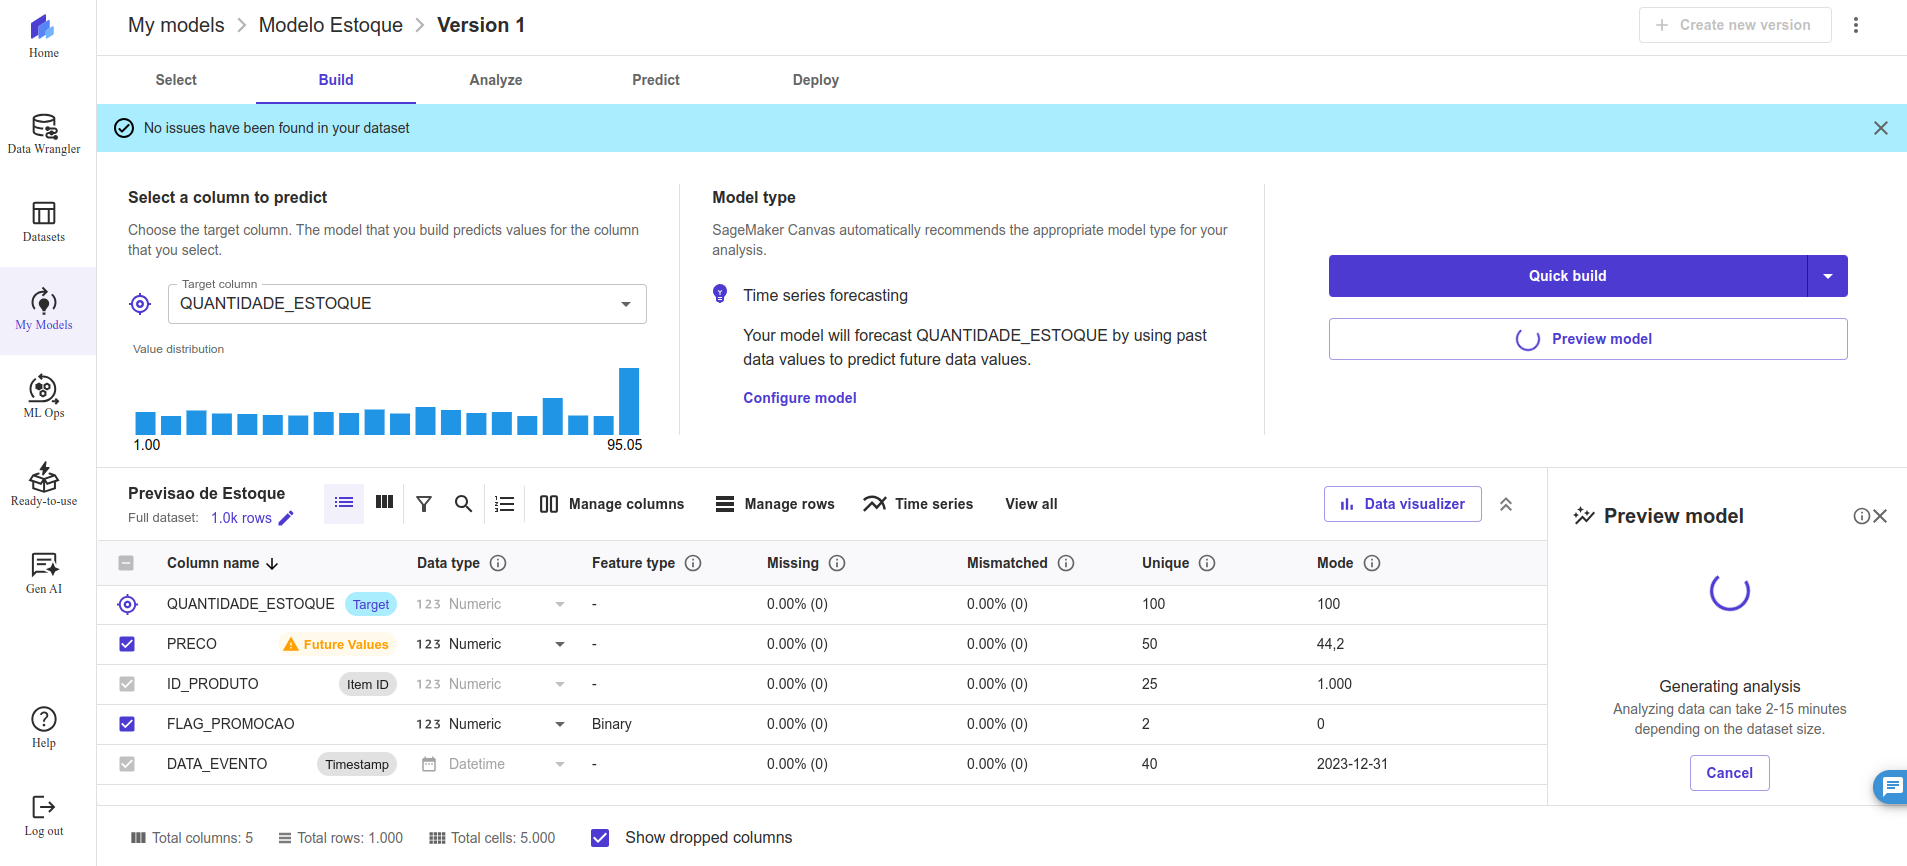 Home
Data Wrangler
Datasets
My Models
ML Ops
Ready-to-use
Gen AI
Help
Log out
My models > Modelo Estoque > Version 1
+ Create new version
Select Build Analyze Predict Deploy
No issues have been found in your dataset
Select a column to predict
Choose the target column. The model that you build predicts values for the column
that you select.
Target column
QUANTIDADE_ESTOQUE
Value distribution
1.00 95.05
Model type
SageMaker Canvas automatically recommends the appropriate model type for your
analysis.
Time series forecasting
Your model will forecast QUANTIDADE_ESTOQUE by using past
data values to predict future data values.
Configure model
Quick build
Preview model
Previsao de Estoque
Full dataset: 1.0k rows
Manage columns Manage rows Time series View all
Data visualizer
Column name Data type Feature type Missing Mismatched Unique Mode
QUANTIDADE_ESTOQUE Target 123 Numeric - 0.00% (0) 0.00% (0) 100 100
PRECO Future Values 123 Numeric - 0.00% (0) 0.00% (0) 50 44,2
ID_PRODUTO Item ID 123 Numeric - 0.00% (0) 0.00% (0) 25 1.000
FLAG_PROMOCAO 123 Numeric Binary 0.00% (0) 0.00% (0) 2 0
DATA_EVENTO Timestamp Datetime - 0.00% (0) 0.00% (0) 40 2023-12-31
Preview model
Generating analysis
Analyzing data can take 2-15 minutes
depending on the dataset size.
Cancel
Total columns: 5 Total rows: 1.000 Total cells: 5.000 Show dropped columns